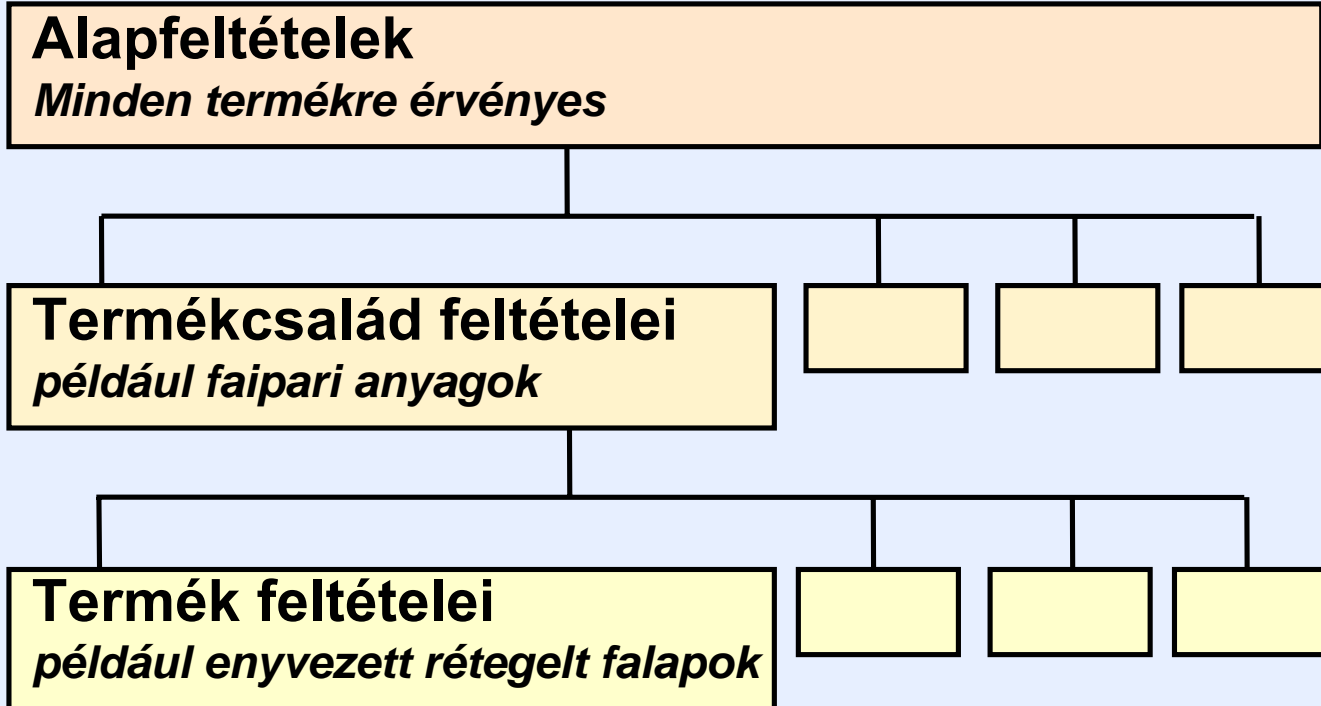 Alapfeltételek
Minden termékre érvényes
Termékcsalád feltételei
például faipari anyagok
Termék feltételei
például enyvezett rétegelt falapok